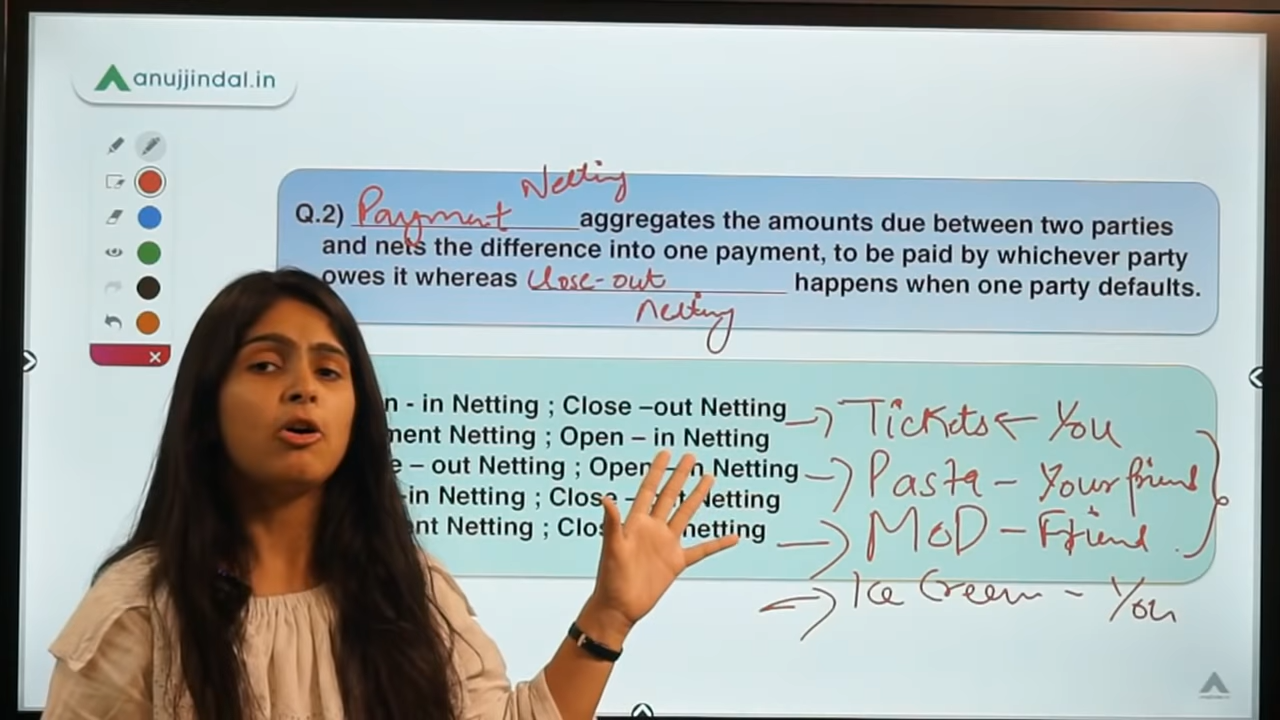 anujjindal.in
Netting
Q.2) Payment aggregates the amounts due between two parties
and nets the difference into one payment, to be paid by whichever party
owes it whereas Close-out happens when one party defaults.
Netting
n - in Netting ; Close –out Netting → Tickets ← You
ment Netting ; Open – in Netting
e – out Netting ; Open – in Netting → Pasta - Your friend
-in Netting ; Close – out Netting
nt Netting ; Clos netting → MOD - Friend
→ Ice Cream - You